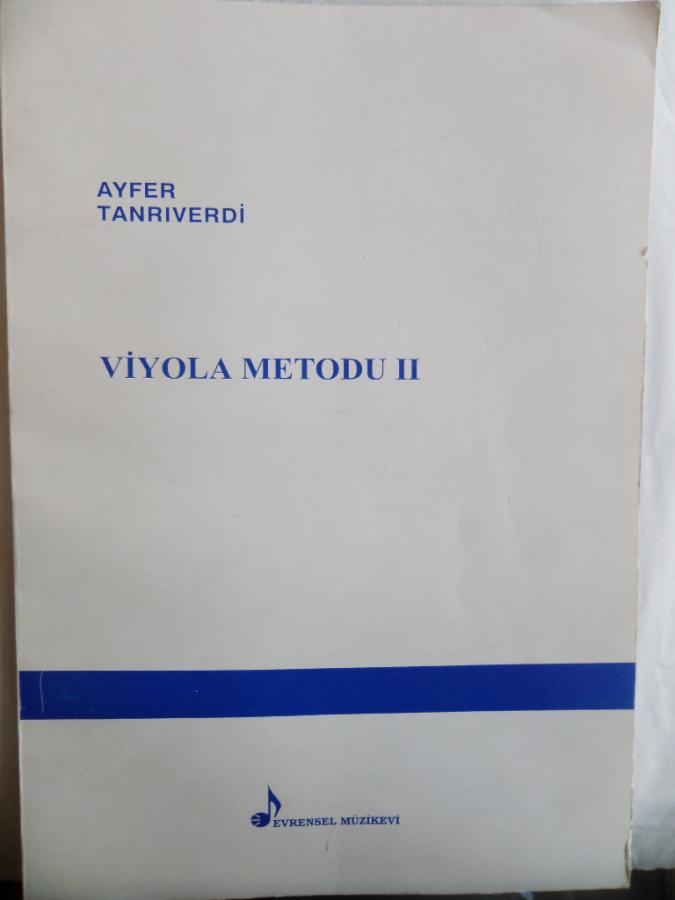 AYFER
TANRIVERDİ
VİYOLA METODU II
EVRENSEL MÜZİKEVİ